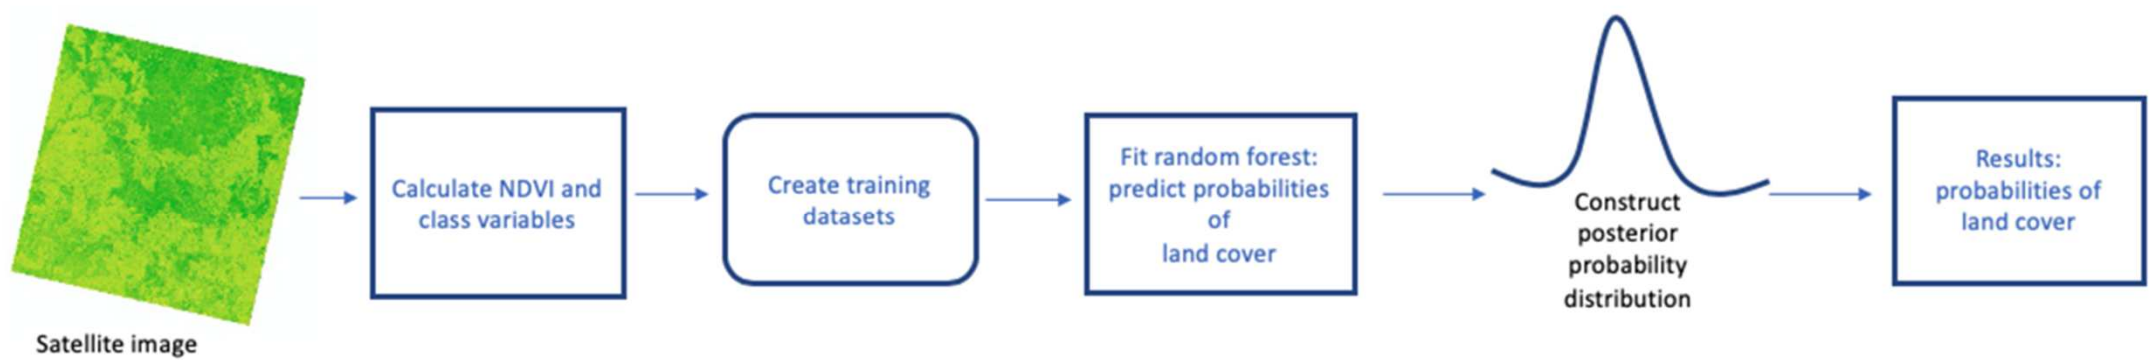 Satellite image
Calculate NDVI and
class variables
Create training
datasets
Fit random forest:
predict probabilities
of
land cover
Construct
posterior
probability
distribution
Results:
probabilities of
land cover